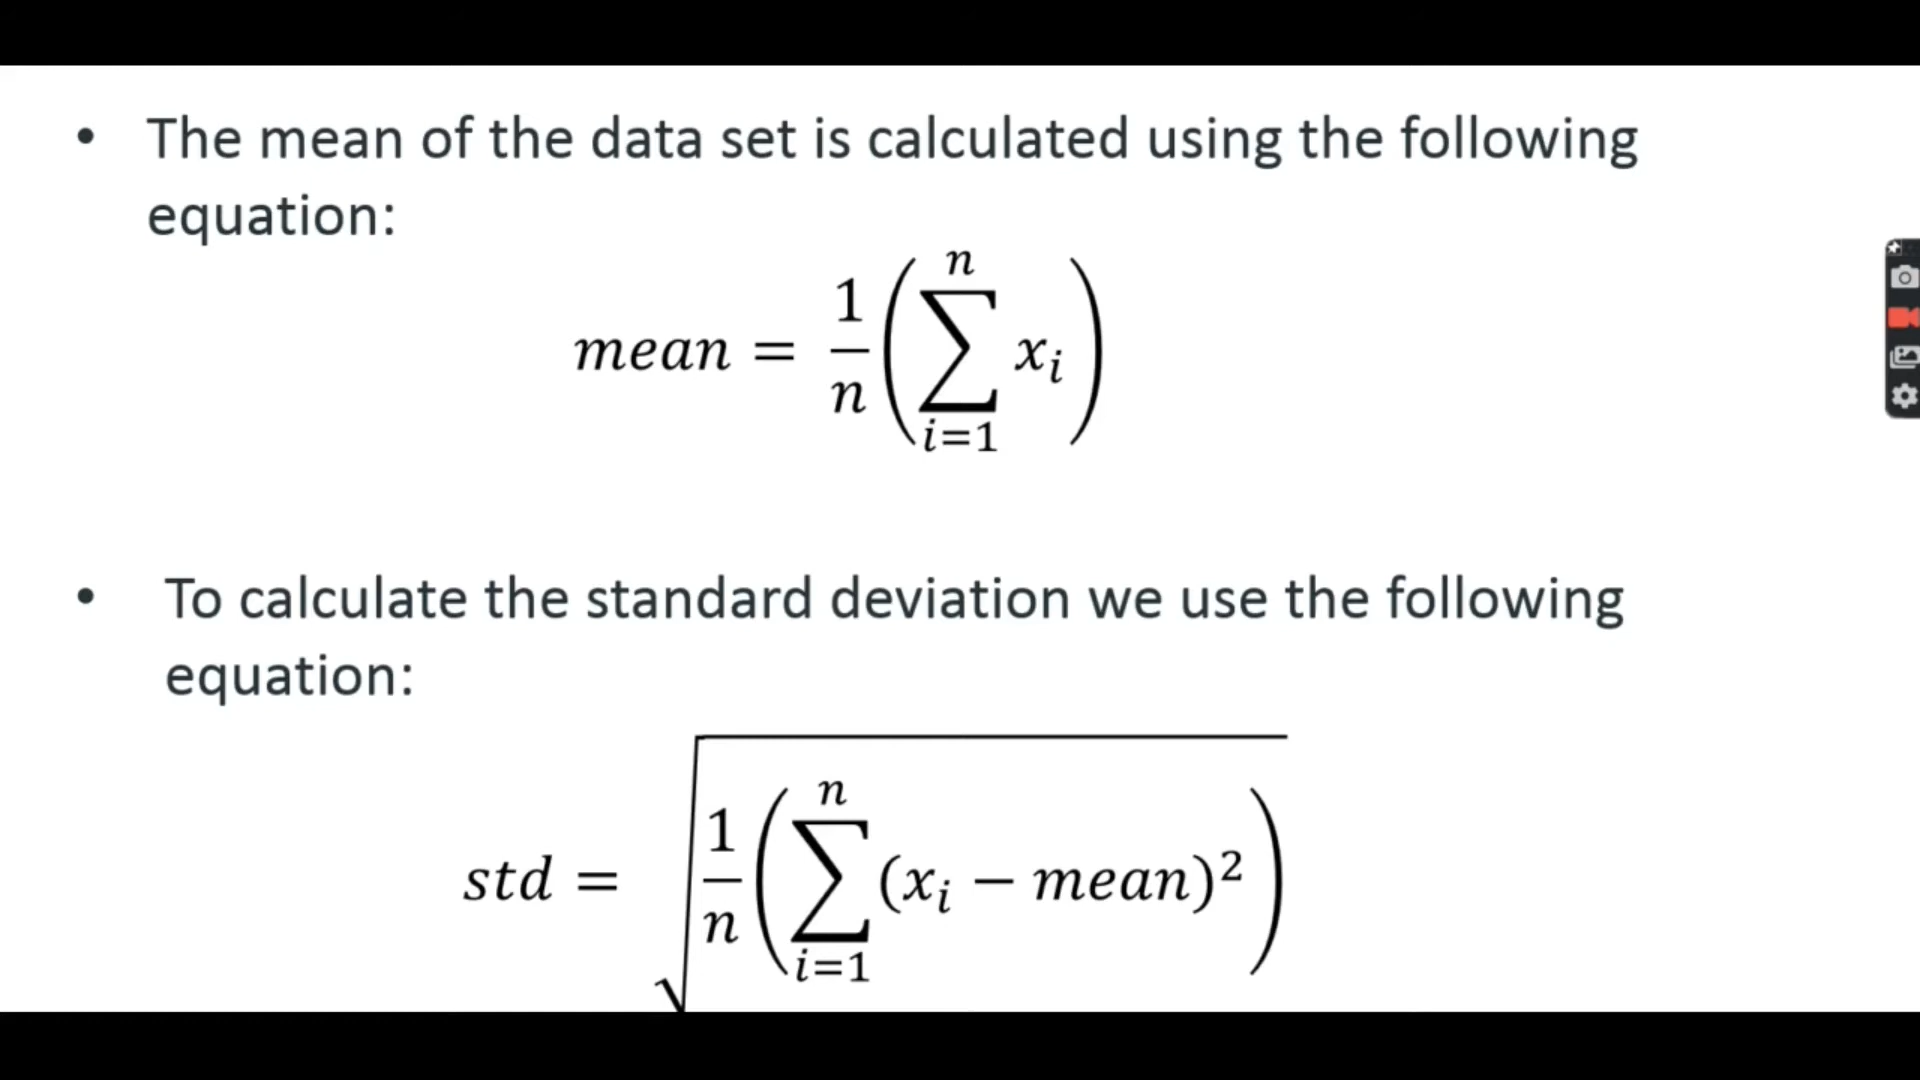 • The mean of the data set is calculated using the following
equation:
mean = 1/n (∑_{i=1}^{n} x_i)
• To calculate the standard deviation we use the following
equation:
std = √(1/n (∑_{i=1}^{n} (x_i − mean)²))